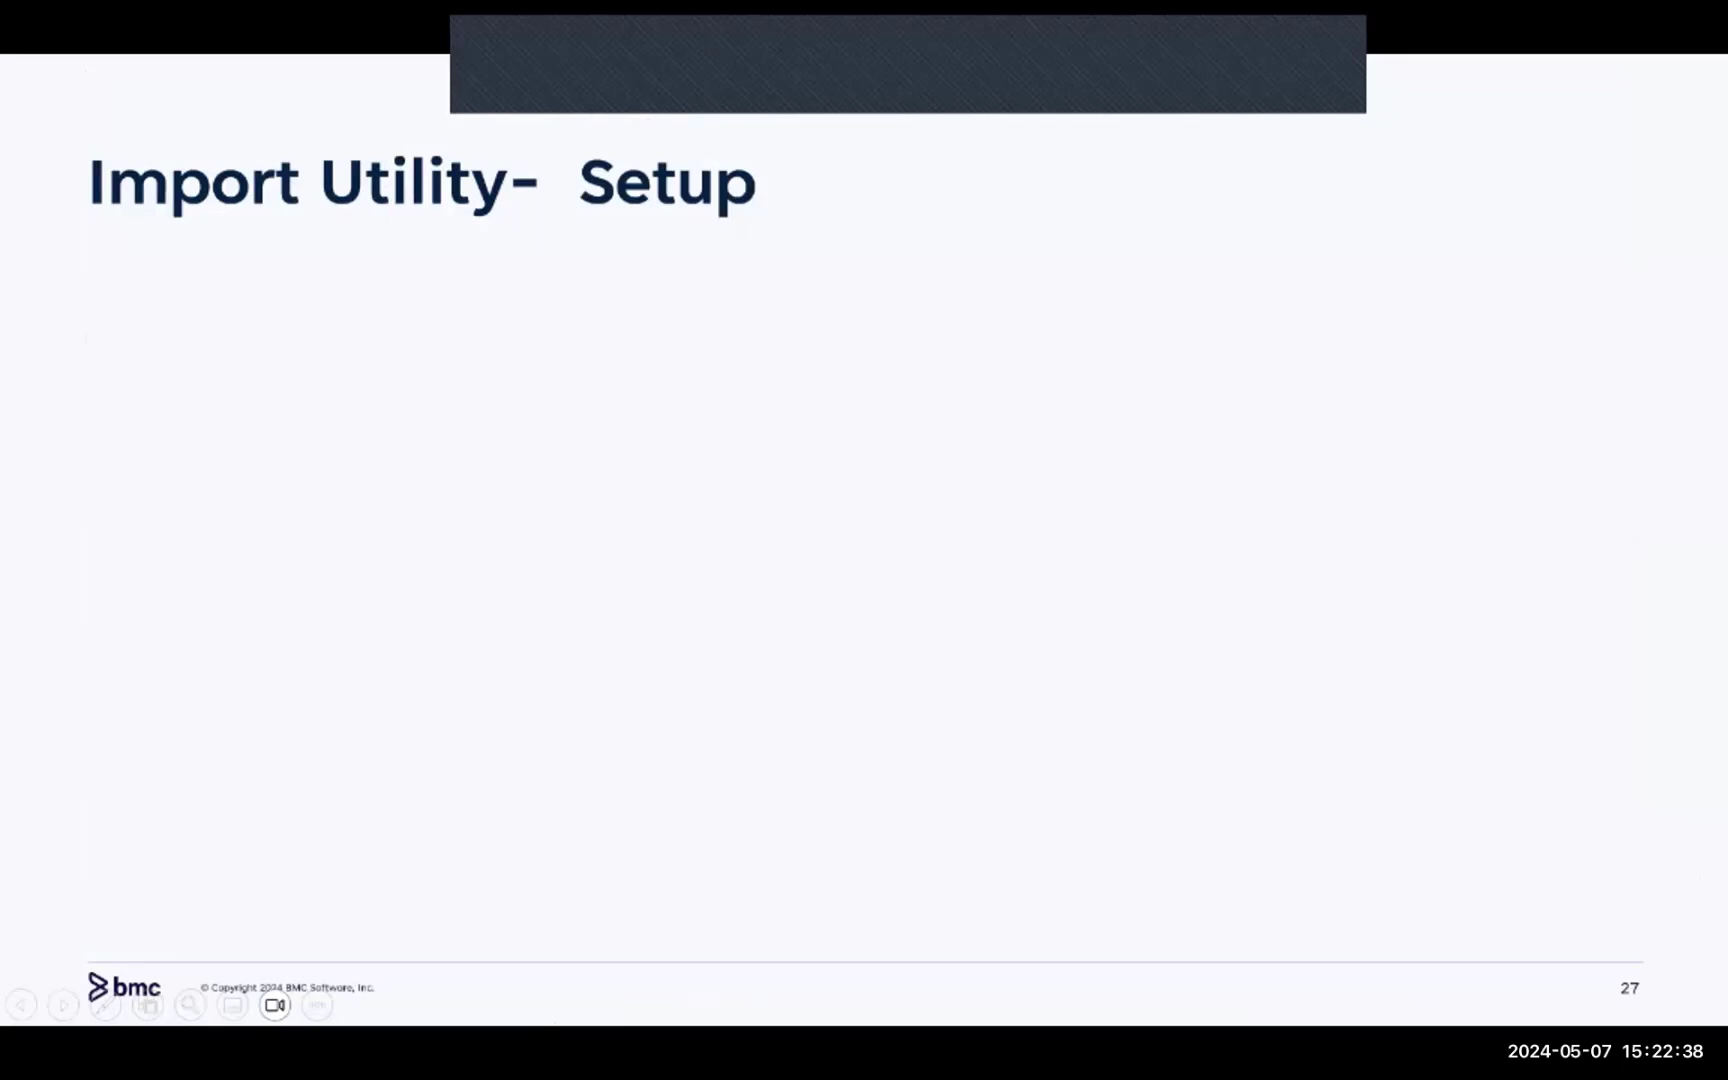 Import Utility-  Setup
bmc
© Copyright 2024 BMC Software, Inc.
27
2024-05-07 15:22:38